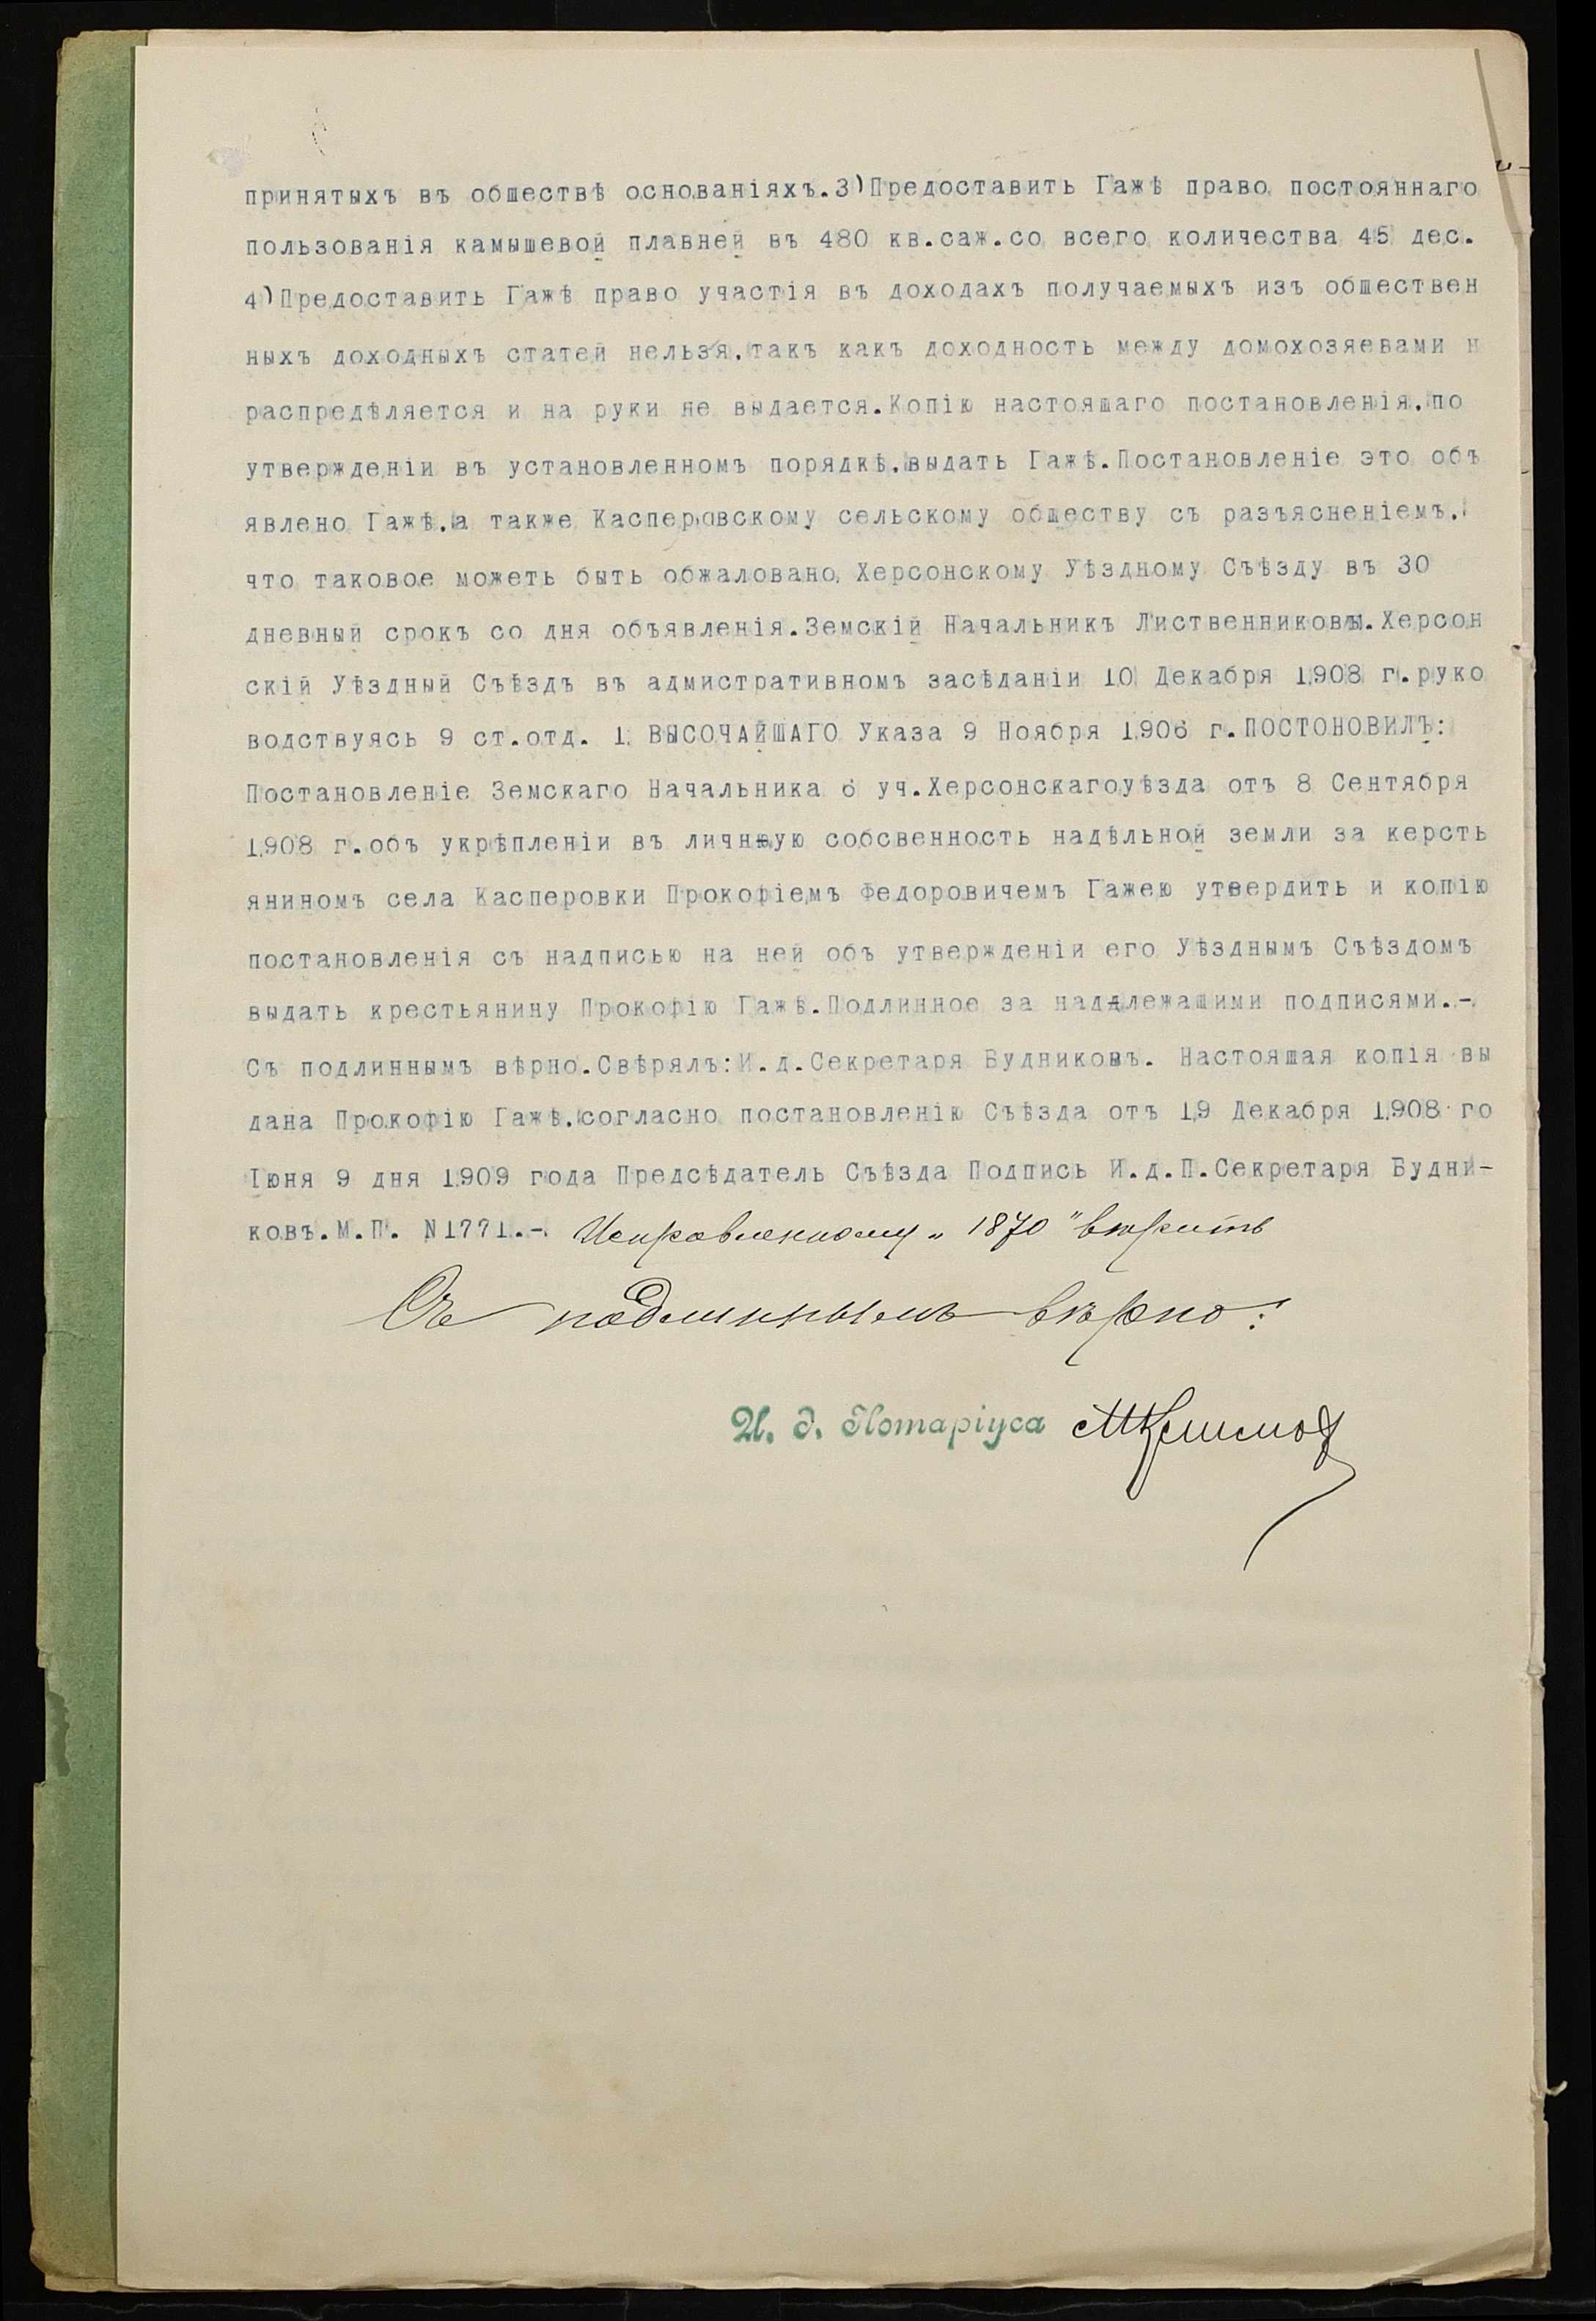 принятыхъ въ обшествѣ основаніяхъ.3)Предоставить Гажѣ право постояннаго
пользованія камышевой плавней въ 480 кв.саж.со всего количества 45 дес.
4)Предоставить Гажѣ право участія въ доходахъ получаемыхъ изъ обшествен
ныхъ доходныхъ статей нельзя,такъ какъ доходность между домохозяевами н
распредѣляется и на руки не выдается.Копію настояшаго постановленія,по
утвержденіи въ установленномъ порядкѣ,выдать Гажѣ.Постановленіе это объ
явлено Гажѣ,а также Касперовскому сельскому обшеству съ разъясненіемъ,
что таковое можеть быть обжаловано Херсонскому Уѣздному Съѣзду въ 30
дневный срокъ со дня объявленія.Земскій Начальникъ Лиственниковъ.Херсон
скій Уѣздный Съѣздъ въ адмистративномъ засѣданіи 10 Декабря 1908 г.руко
водствуясь 9 ст.отд. 1 ВЫСОЧАЙШАГО Указа 9 Ноября 1906 г.ПОСТОНОВИЛЪ:
Постановленіе Земскаго Начальника 6 уч.Херсонскагоуѣзда отъ 8 Сентября
1908 г.объ укрѣпленіи въ личную собсвенность надѣльной земли за керсть
яниномъ села Касперовки Прокофіемъ Федоровичемъ Гажею утвердить и копію
постановленія съ надписью на ней объ утвержденіи его Уѣзднымъ Съѣздомъ
выдать крестьянину Прокофію Гажѣ.Подлинное за наддлежашими подписями.-
Съ подлиннымъ вѣрно.Свѣрялъ:И.д.Секретаря Будниковъ. Настояшая копія вы
дана Прокофію Гажѣ,согласно постановленію Съѣзда отъ 19 Декабря 1908 го
Іюня 9 дня 1909 года Предсѣдатель Съѣзда Подпись И.д.П.Секретаря Будни-
ковъ.М.П. N1771.- Исправленному „ 1870 " вѣрить
Съ подлиннымъ вѣрно:
И. д. Нотаріуса